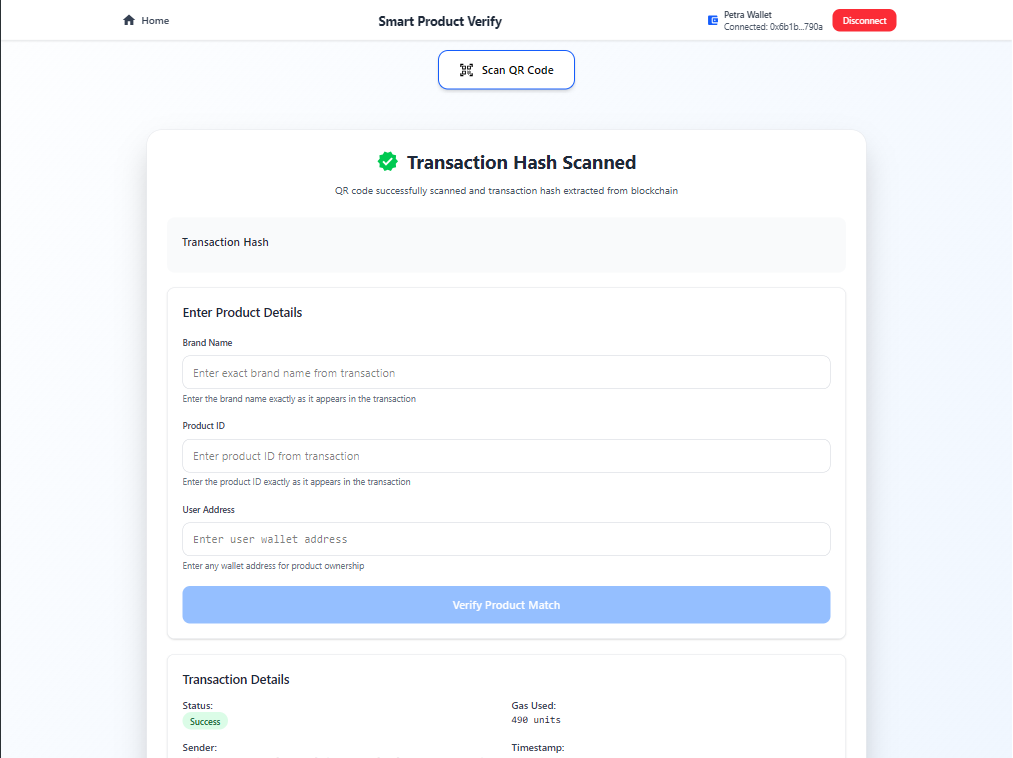 Home
Smart Product Verify
Petra Wallet
Connected: 0x6b1b...790a
Disconnect
Scan QR Code
Transaction Hash Scanned
QR code successfully scanned and transaction hash extracted from blockchain
Transaction Hash
Enter Product Details
Brand Name
Enter exact brand name from transaction
Enter the brand name exactly as it appears in the transaction
Product ID
Enter product ID from transaction
Enter the product ID exactly as it appears in the transaction
User Address
Enter user wallet address
Enter any wallet address for product ownership
Verify Product Match
Transaction Details
Status:
Success
Gas Used:
490 units
Sender:
Timestamp: